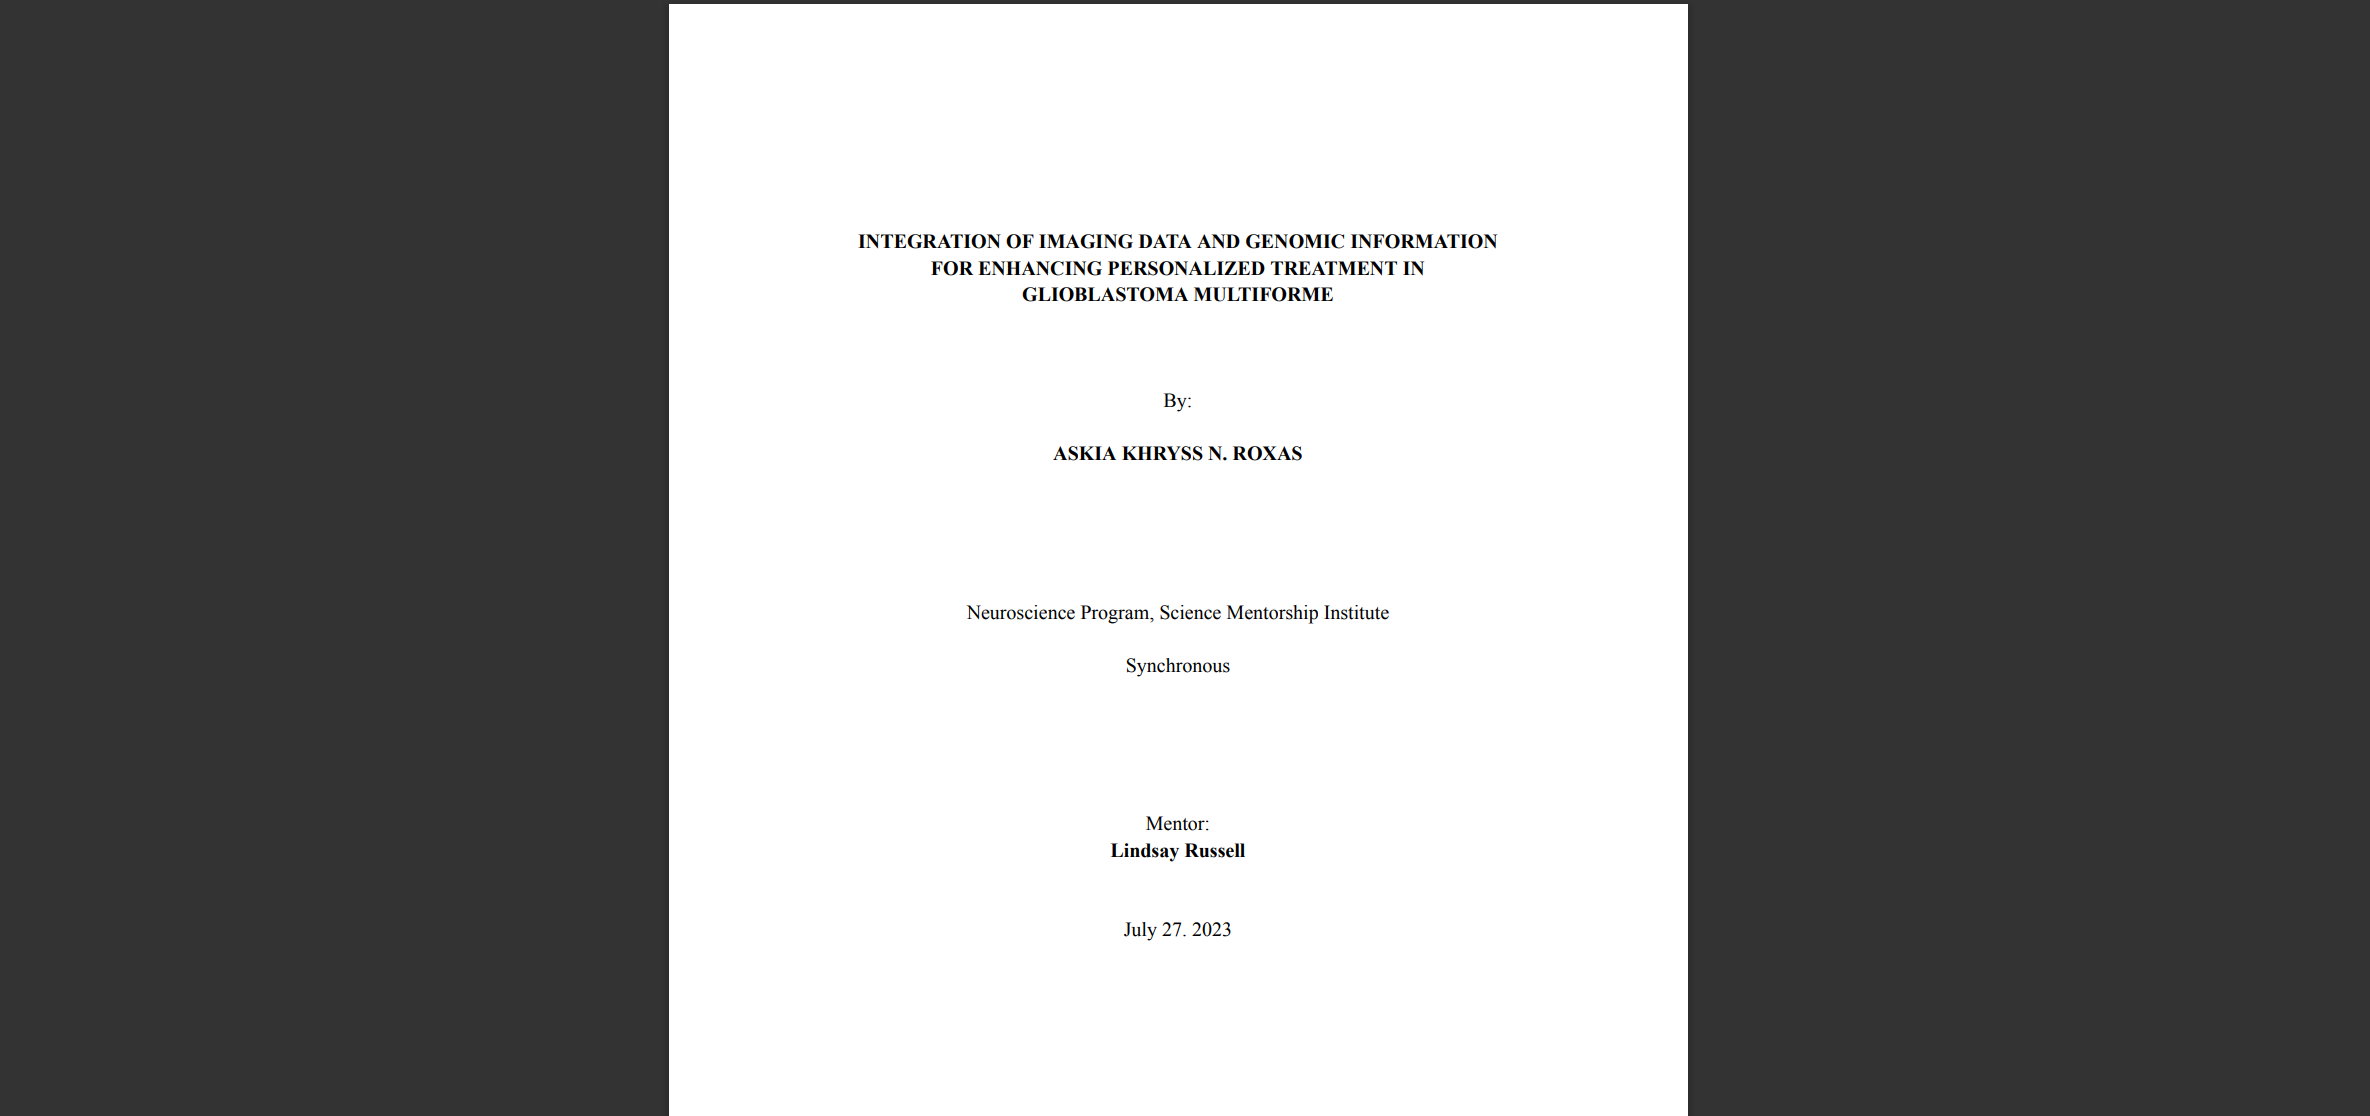 INTEGRATION OF IMAGING DATA AND GENOMIC INFORMATION
FOR ENHANCING PERSONALIZED TREATMENT IN
GLIOBLASTOMA MULTIFORME
By:
ASKIA KHRYSS N. ROXAS
Neuroscience Program, Science Mentorship Institute
Synchronous
Mentor:
Lindsay Russell
July 27. 2023